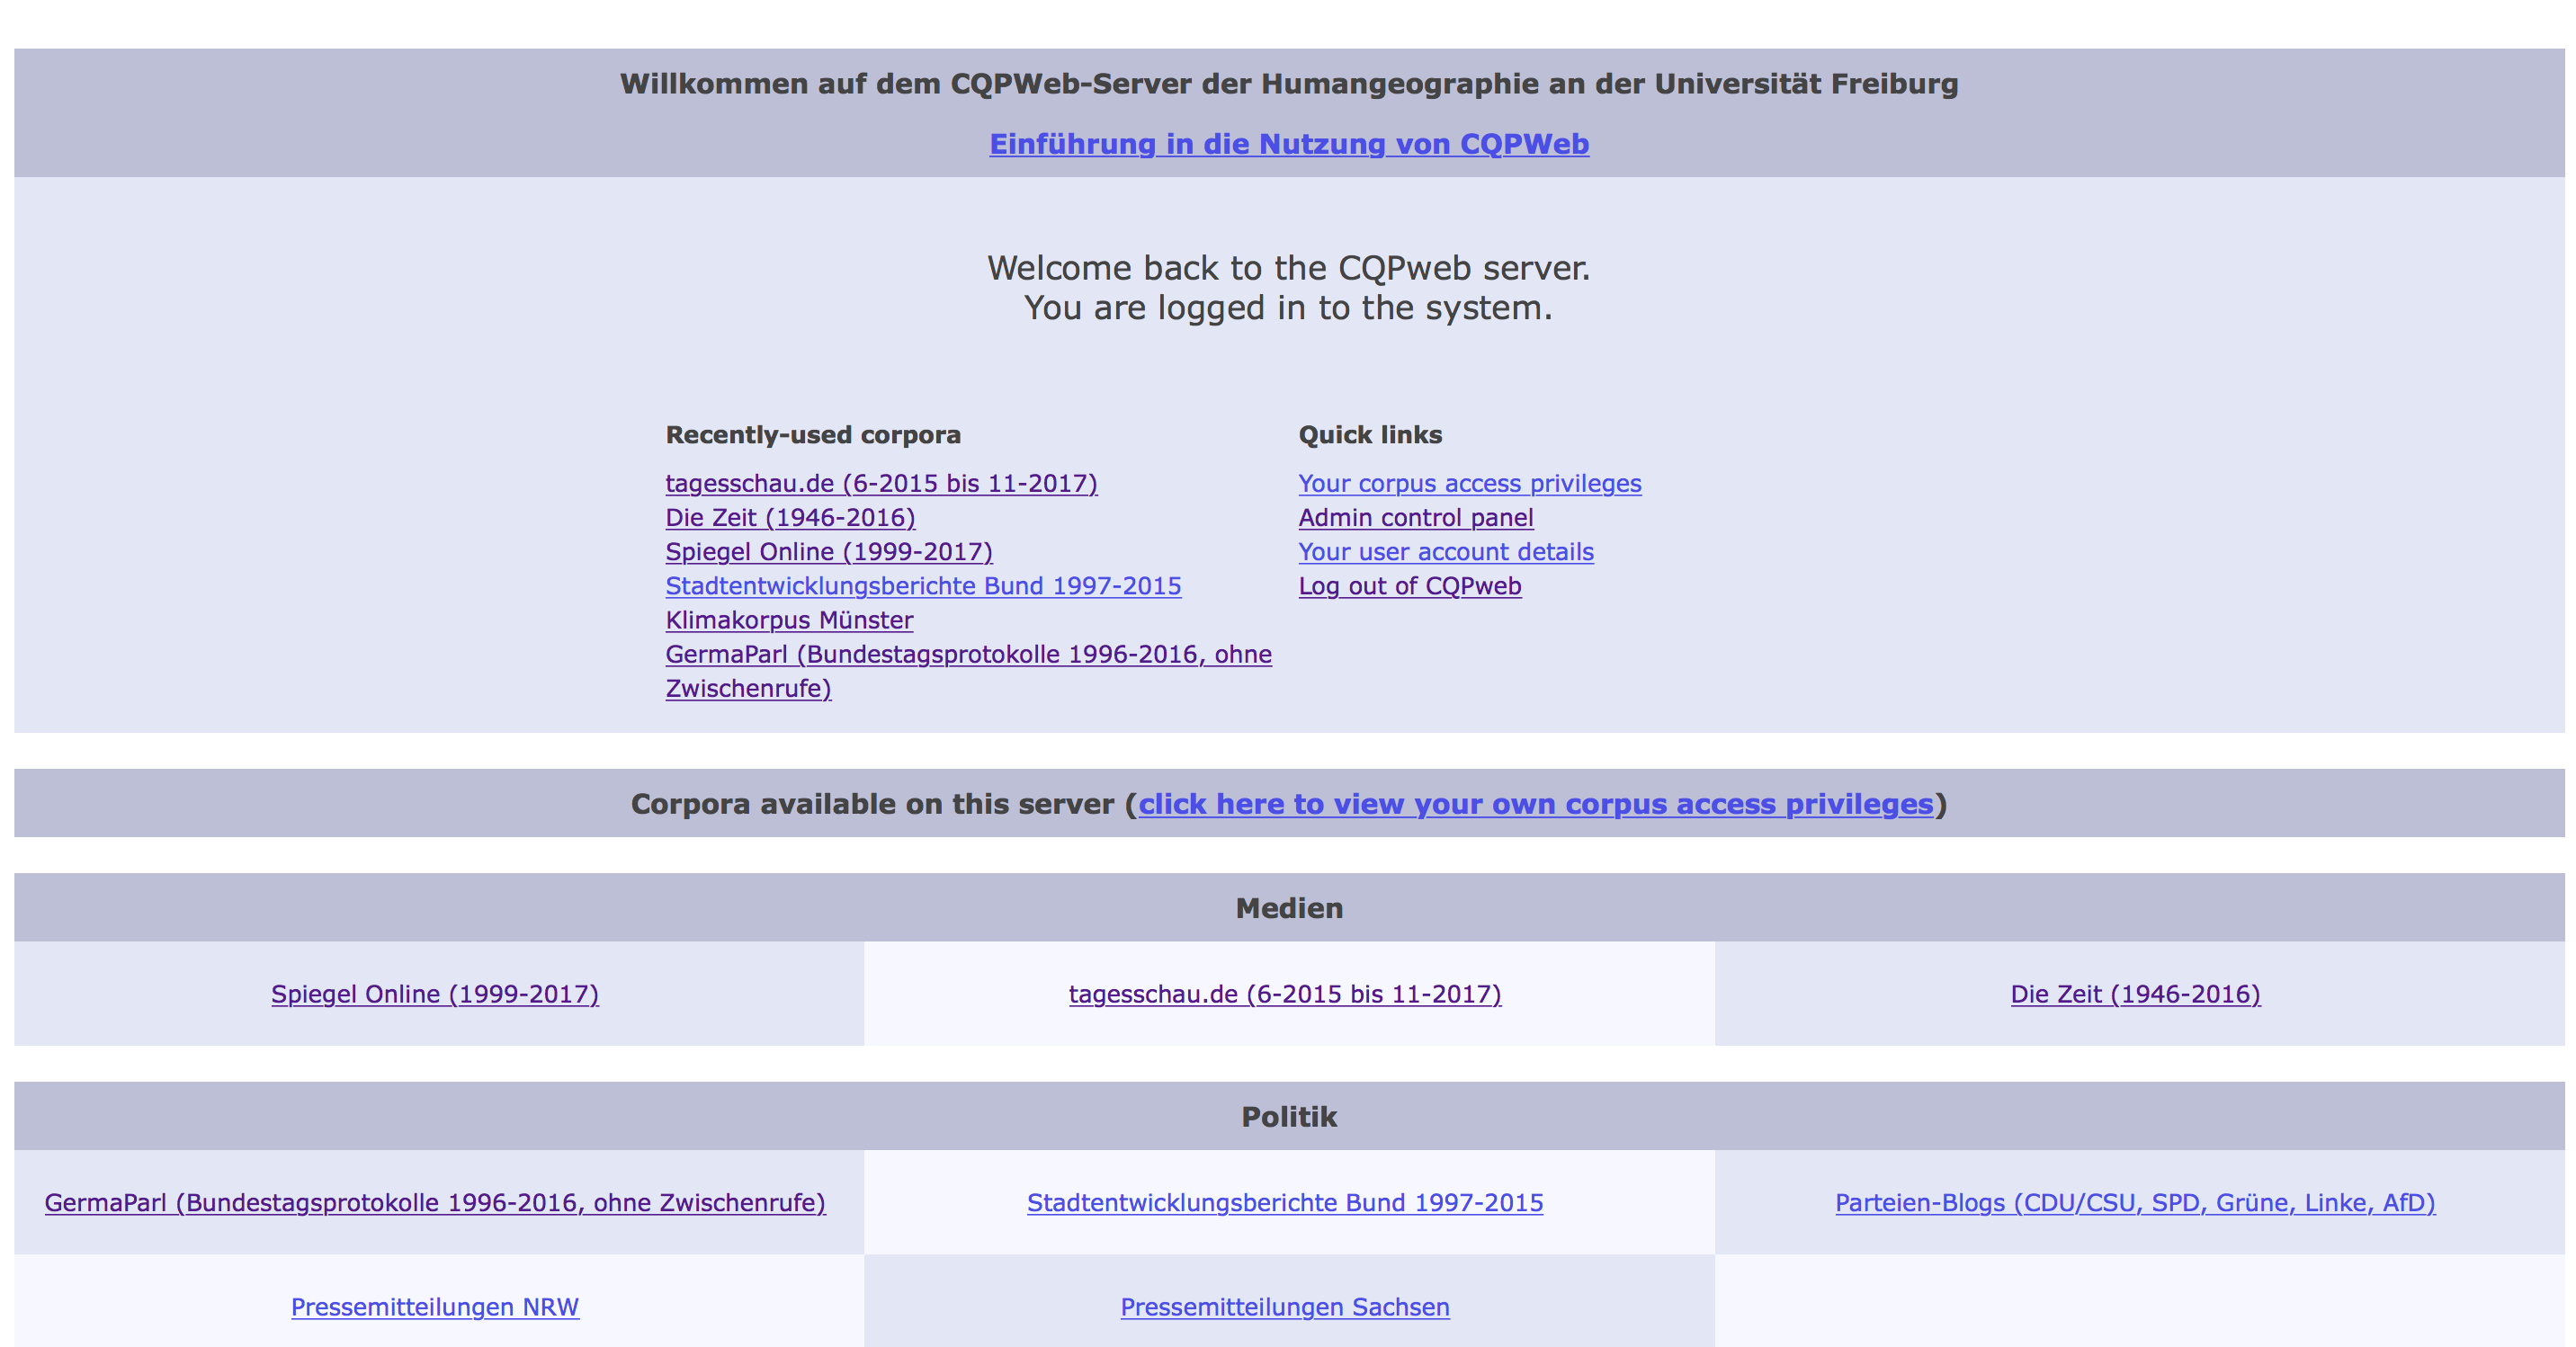 Willkommen auf dem CQPWeb-Server der Humangeographie an der Universität Freiburg
Einführung in die Nutzung von CQPWeb
Welcome back to the CQPweb server.
You are logged in to the system.
Recently-used corpora
tagesschau.de (6-2015 bis 11-2017)
Die Zeit (1946-2016)
Spiegel Online (1999-2017)
Stadtentwicklungsberichte Bund 1997-2015
Klimakorpus Münster
GermaParl (Bundestagsprotokolle 1996-2016, ohne
Zwischenrufe)
Quick links
Your corpus access privileges
Admin control panel
Your user account details
Log out of CQPweb
Corpora available on this server (click here to view your own corpus access privileges)
Medien
Spiegel Online (1999-2017)
tagesschau.de (6-2015 bis 11-2017)
Die Zeit (1946-2016)
Politik
GermaParl (Bundestagsprotokolle 1996-2016, ohne Zwischenrufe)
Stadtentwicklungsberichte Bund 1997-2015
Parteien-Blogs (CDU/CSU, SPD, Grüne, Linke, AfD)
Pressemitteilungen NRW
Pressemitteilungen Sachsen